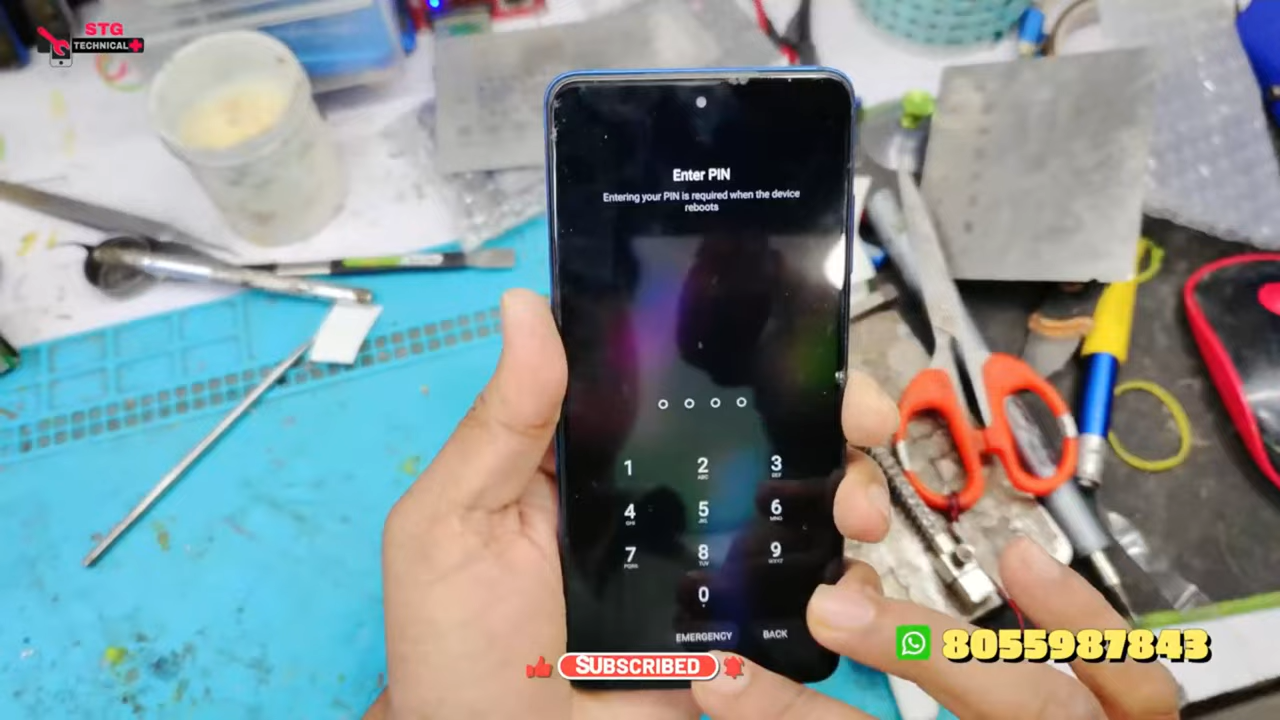 STG
TECHNICAL
Enter PIN
Entering your PIN is required when the device
reboots
1
2
ABC
3
DEF
4
GHI
5
JKL
6
MNO
7
PQRS
8
TUV
9
WXYZ
0
EMERGENCY
BACK
SUBSCRIBED
8055987843